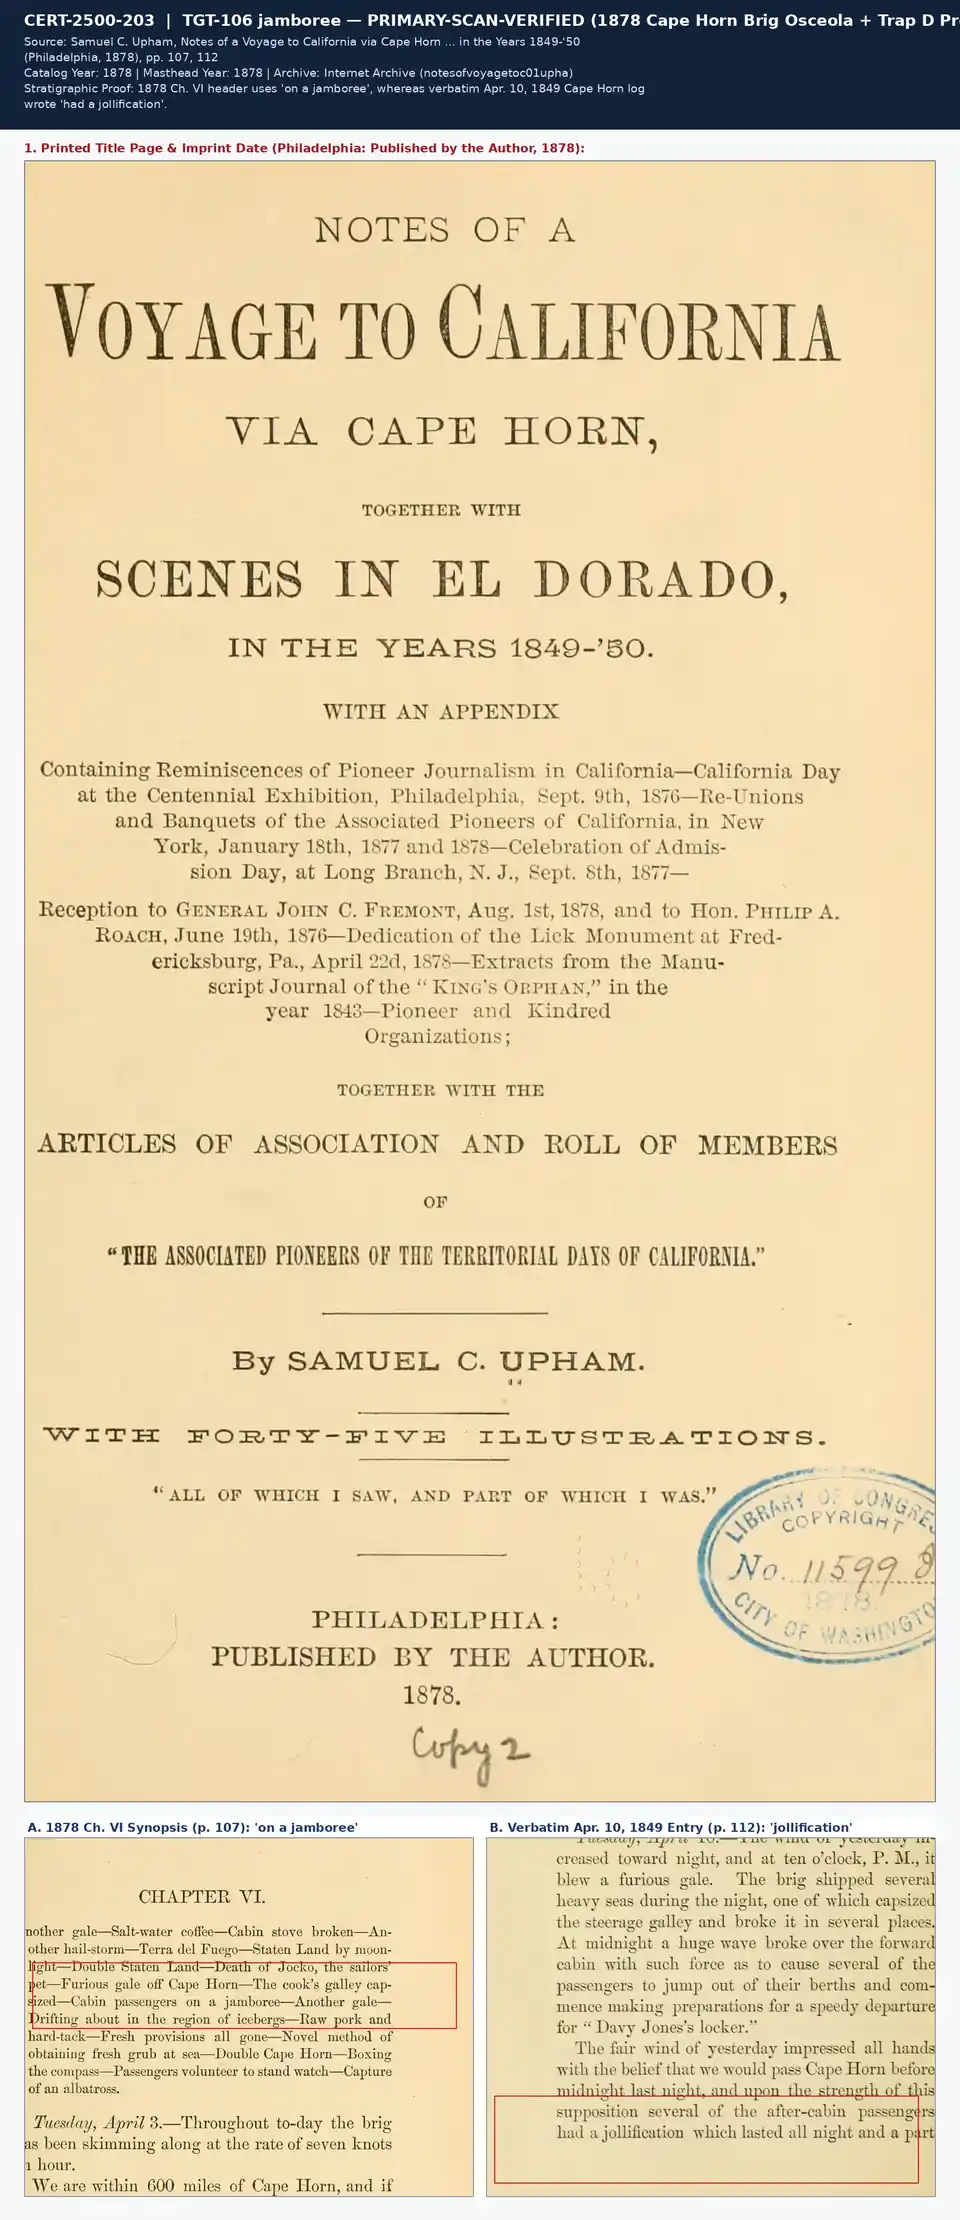 CERT-2500-203 | TGT-106 jamboree — PRIMARY-SCAN-VERIFIED (1878 Cape Horn Brig Osceola + Trap D Pr
Source: Samuel C. Upham, Notes of a Voyage to California via Cape Horn ... in the Years 1849-'50
(Philadelphia, 1878), pp. 107, 112
Catalog Year: 1878 | Masthead Year: 1878 | Archive: Internet Archive (notesofvoyagetoc01upha)
Stratigraphic Proof: 1878 Ch. VI header uses 'on a jamboree', whereas verbatim Apr. 10, 1849 Cape Horn log
wrote 'had a jollification'.
1. Printed Title Page & Imprint Date (Philadelphia: Published by the Author, 1878):
NOTES OF A
VOYAGE TO CALIFORNIA
VIA CAPE HORN,
TOGETHER WITH
SCENES IN EL DORADO,
IN THE YEARS 1849-'50.
WITH AN APPENDIX
Containing Reminiscences of Pioneer Journalism in California—California Day
at the Centennial Exhibition, Philadelphia, Sept. 9th, 1876—Re-Unions
and Banquets of the Associated Pioneers of California, in New
York, January 18th, 1877 and 1878—Celebration of Admis-
sion Day, at Long Branch, N. J., Sept. 8th, 1877—
Reception to GENERAL JOHN C. FREMONT, Aug. 1st, 1878, and to Hon. PHILIP A.
ROACH, June 19th, 1876—Dedication of the Lick Monument at Fred-
ericksburg, Pa., April 22d, 1878—Extracts from the Manu-
script Journal of the "KING'S ORPHAN," in the
year 1843—Pioneer and Kindred
Organizations;
TOGETHER WITH THE
ARTICLES OF ASSOCIATION AND ROLL OF MEMBERS
OF
"THE ASSOCIATED PIONEERS OF THE TERRITORIAL DAYS OF CALIFORNIA."
By SAMUEL C. UPHAM.
WITH FORTY-FIVE ILLUSTRATIONS.
"ALL OF WHICH I SAW, AND PART OF WHICH I WAS."
LIBRARY OF CONGRES
COPYRIGHT
No. 11599
1878
CITY OF WASHINGTO
PHILADELPHIA:
PUBLISHED BY THE AUTHOR.
1878.
Copy 2
A. 1878 Ch. VI Synopsis (p. 107): 'on a jamboree'
CHAPTER VI.
nother gale—Salt-water coffee—Cabin stove broken—An-
other hail-storm—Terra del Fuego—Staten Land by moon-
light—Double Staten Land—Death of Jocko, the sailors'
pet—Furious gale off Cape Horn—The cook's galley cap-
sized—Cabin passengers on a jamboree—Another gale—
Drifting about in the region of icebergs—Raw pork and
hard-tack—Fresh provisions all gone—Novel method of
obtaining fresh grub at sea—Double Cape Horn—Boxing
the compass—Passengers volunteer to stand watch—Capture
of an albatross.
Tuesday, April 3.—Throughout to-day the brig
as been skimming along at the rate of seven knots
n hour.
We are within 600 miles of Cape Horn, and if
B. Verbatim Apr. 10, 1849 Entry (p. 112): 'jollification'
Tuesday, April 10.—The wind of yesterday in-
creased toward night, and at ten o'clock, P. M., it
blew a furious gale. The brig shipped several
heavy seas during the night, one of which capsized
the steerage galley and broke it in several places.
At midnight a huge wave broke over the forward
cabin with such force as to cause several of the
passengers to jump out of their berths and com-
mence making preparations for a speedy departure
for "Davy Jones's locker."
The fair wind of yesterday impressed all hands
with the belief that we would pass Cape Horn before
midnight last night, and upon the strength of this
supposition several of the after-cabin passengers
had a jollification which lasted all night and a part